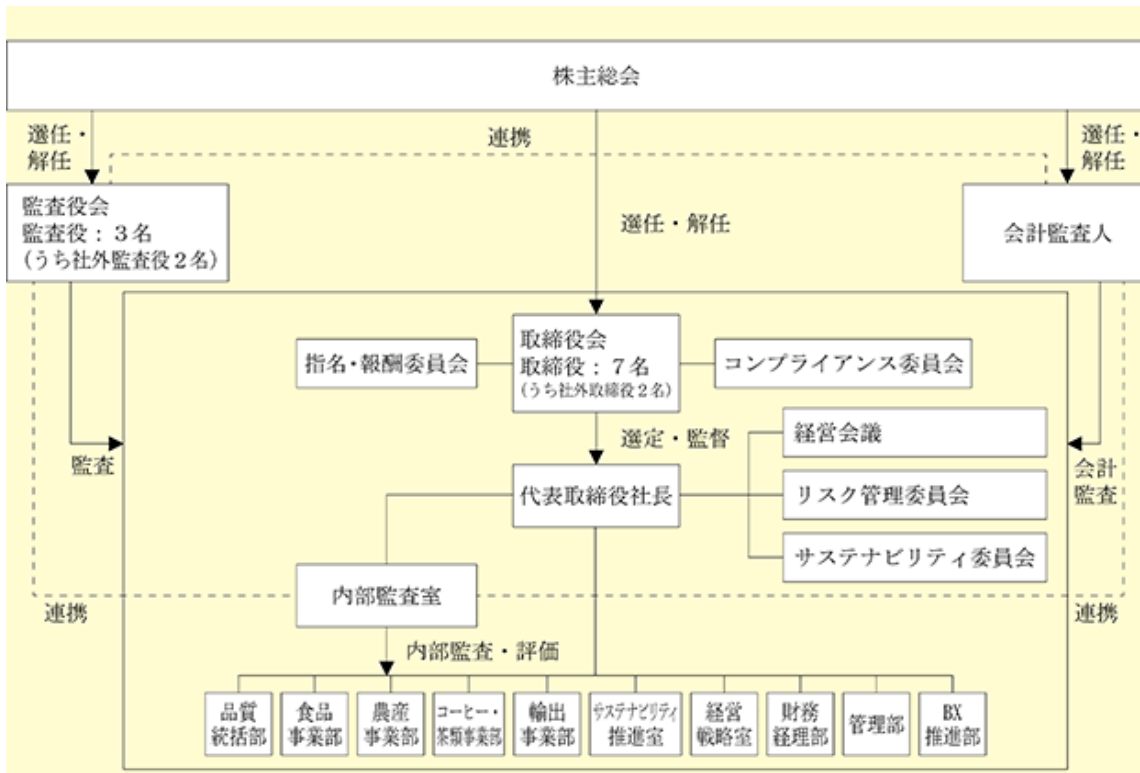 株主総会
選任・
解任
連携
選任・
解任
監査役会
監査役：３名
(うち社外監査役２名)
選任・解任
会計監査人
取締役会
取締役：７名
(うち社外取締役２名)
指名・報酬委員会
コンプライアンス委員会
選定・監督
経営会議
監査
会計
監査
代表取締役社長
リスク管理委員会
サステナビリティ委員会
内部監査室
連携
連携
内部監査・評価
品質
統括部
食品
事業部
農産
事業部
コーヒー・
茶類事業部
輸出
事業部
サステナビリティ
推進室
経営
戦略室
財務
経理部
管理部
BX
推進部